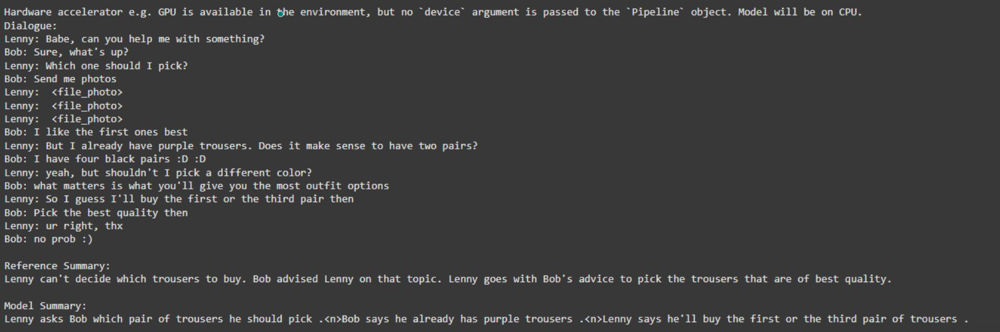 Hardware accelerator e.g. GPU is available in the environment, but no `device` argument is passed to the `Pipeline` object. Model will be on CPU.
Dialogue:
Lenny: Babe, can you help me with something?
Bob: Sure, what's up?
Lenny: Which one should I pick?
Bob: Send me photos
Lenny:  <file_photo>
Lenny:  <file_photo>
Lenny:  <file_photo>
Bob: I like the first ones best
Lenny: But I already have purple trousers. Does it make sense to have two pairs?
Bob: I have four black pairs :D :D
Lenny: yeah, but shouldn't I pick a different color?
Bob: what matters is what you'll give you the most outfit options
Lenny: So I guess I'll buy the first or the third pair then
Bob: Pick the best quality then
Lenny: ur right, thx
Bob: no prob :)
Reference Summary:
Lenny can't decide which trousers to buy. Bob advised Lenny on that topic. Lenny goes with Bob's advice to pick the trousers that are of best quality.
Model Summary:
Lenny asks Bob which pair of trousers he should pick .<n>Bob says he already has purple trousers .<n>Lenny says he'll buy the first or the third pair of trousers .